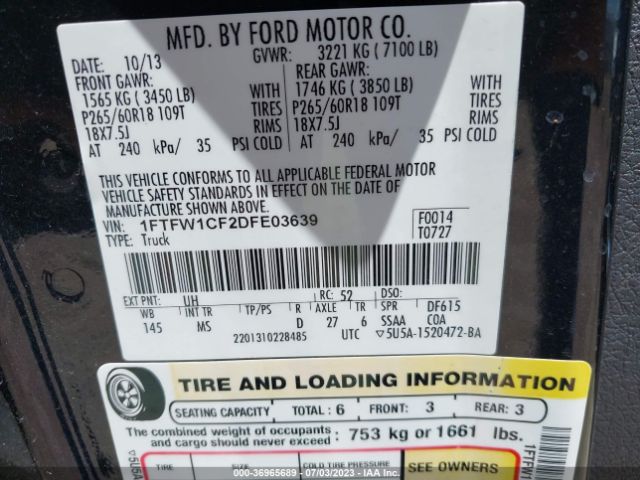 MFD. BY FORD MOTOR CO.
DATE: 10/13 GVWR: 3221 KG ( 7100 LB)
FRONT GAWR: REAR GAWR:
1565 KG ( 3450 LB) WITH 1746 KG ( 3850 LB) WITH
P265/60R18 109T TIRES P265/60R18 109T TIRES
18X7.5J RIMS 18X7.5J RIMS
AT 240 kPa/ 35 PSI COLD AT 240 kPa/ 35 PSI COLD
THIS VEHICLE CONFORMS TO ALL APPLICABLE FEDERAL MOTOR
VEHICLE SAFETY STANDARDS IN EFFECT ON THE DATE OF
MANUFACTURE SHOWN ABOVE.
VIN: 1FTFW1CF2DFE03639 F0014
TYPE: Truck T0727
EXT PNT: UH RC: 52 DSO:
WB INT TR TP/PS R AXLE TR SPR DF615
145 MS D 27 6 SSAA COA
2201310228485 UTC ▽5U5A-1520472-BA
TIRE AND LOADING INFORMATION
SEATING CAPACITY TOTAL: 6 FRONT: 3 REAR: 3
The combined weight of occupants and cargo should never exceed: 753 kg or 1661 lbs.
TIRE SIZE COLD TIRE PRESSURE SEE OWNERS
▽5U5A
1FTFW1
© IAA STOCK #: 36965689 / 07/03/2023 / IAAI.COM